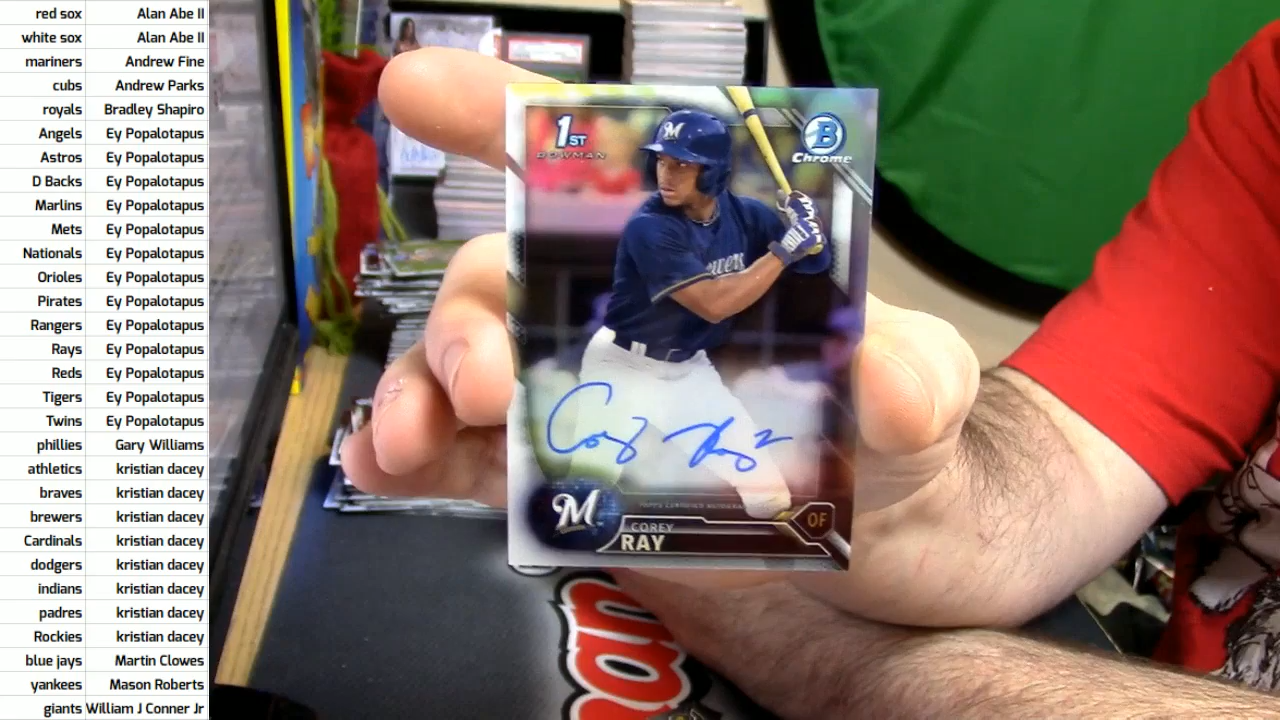 red sox Alan Abe II
white sox Alan Abe II
mariners Andrew Fine
cubs Andrew Parks
royals Bradley Shapiro
Angels Ey Popalotapus
Astros Ey Popalotapus
D Backs Ey Popalotapus
Marlins Ey Popalotapus
Mets Ey Popalotapus
Nationals Ey Popalotapus
Orioles Ey Popalotapus
Pirates Ey Popalotapus
Rangers Ey Popalotapus
Rays Ey Popalotapus
Reds Ey Popalotapus
Tigers Ey Popalotapus
Twins Ey Popalotapus
phillies Gary Williams
athletics kristian dacey
braves kristian dacey
brewers kristian dacey
Cardinals kristian dacey
dodgers kristian dacey
indians kristian dacey
padres kristian dacey
Rockies kristian dacey
blue jays Martin Clowes
yankees Mason Roberts
giants William J Conner Jr
1ST
BOWMAN
M
B
Chrome
Corey Ray 2
M
COREY
RAY
OF